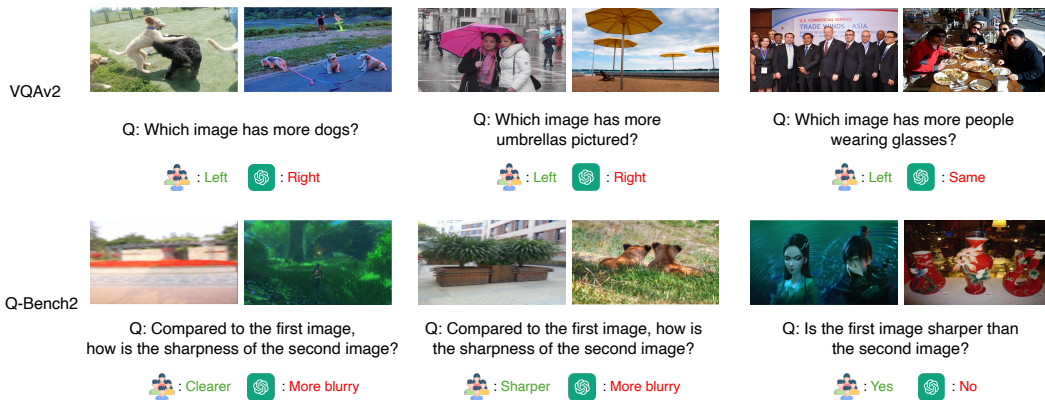 VQAv2
U.S. COMMERCIAL SERVICE
TRADE WINDS - ASIA
Q: Which image has more dogs?
Q: Which image has more
umbrellas pictured?
Q: Which image has more people
wearing glasses?
: Left : Right
: Left : Right
: Left : Same
Q-Bench2
Q: Compared to the first image,
how is the sharpness of the second image?
Q: Compared to the first image, how is
the sharpness of the second image?
Q: Is the first image sharper than
the second image?
: Clearer : More blurry
: Sharper : More blurry
: Yes : No